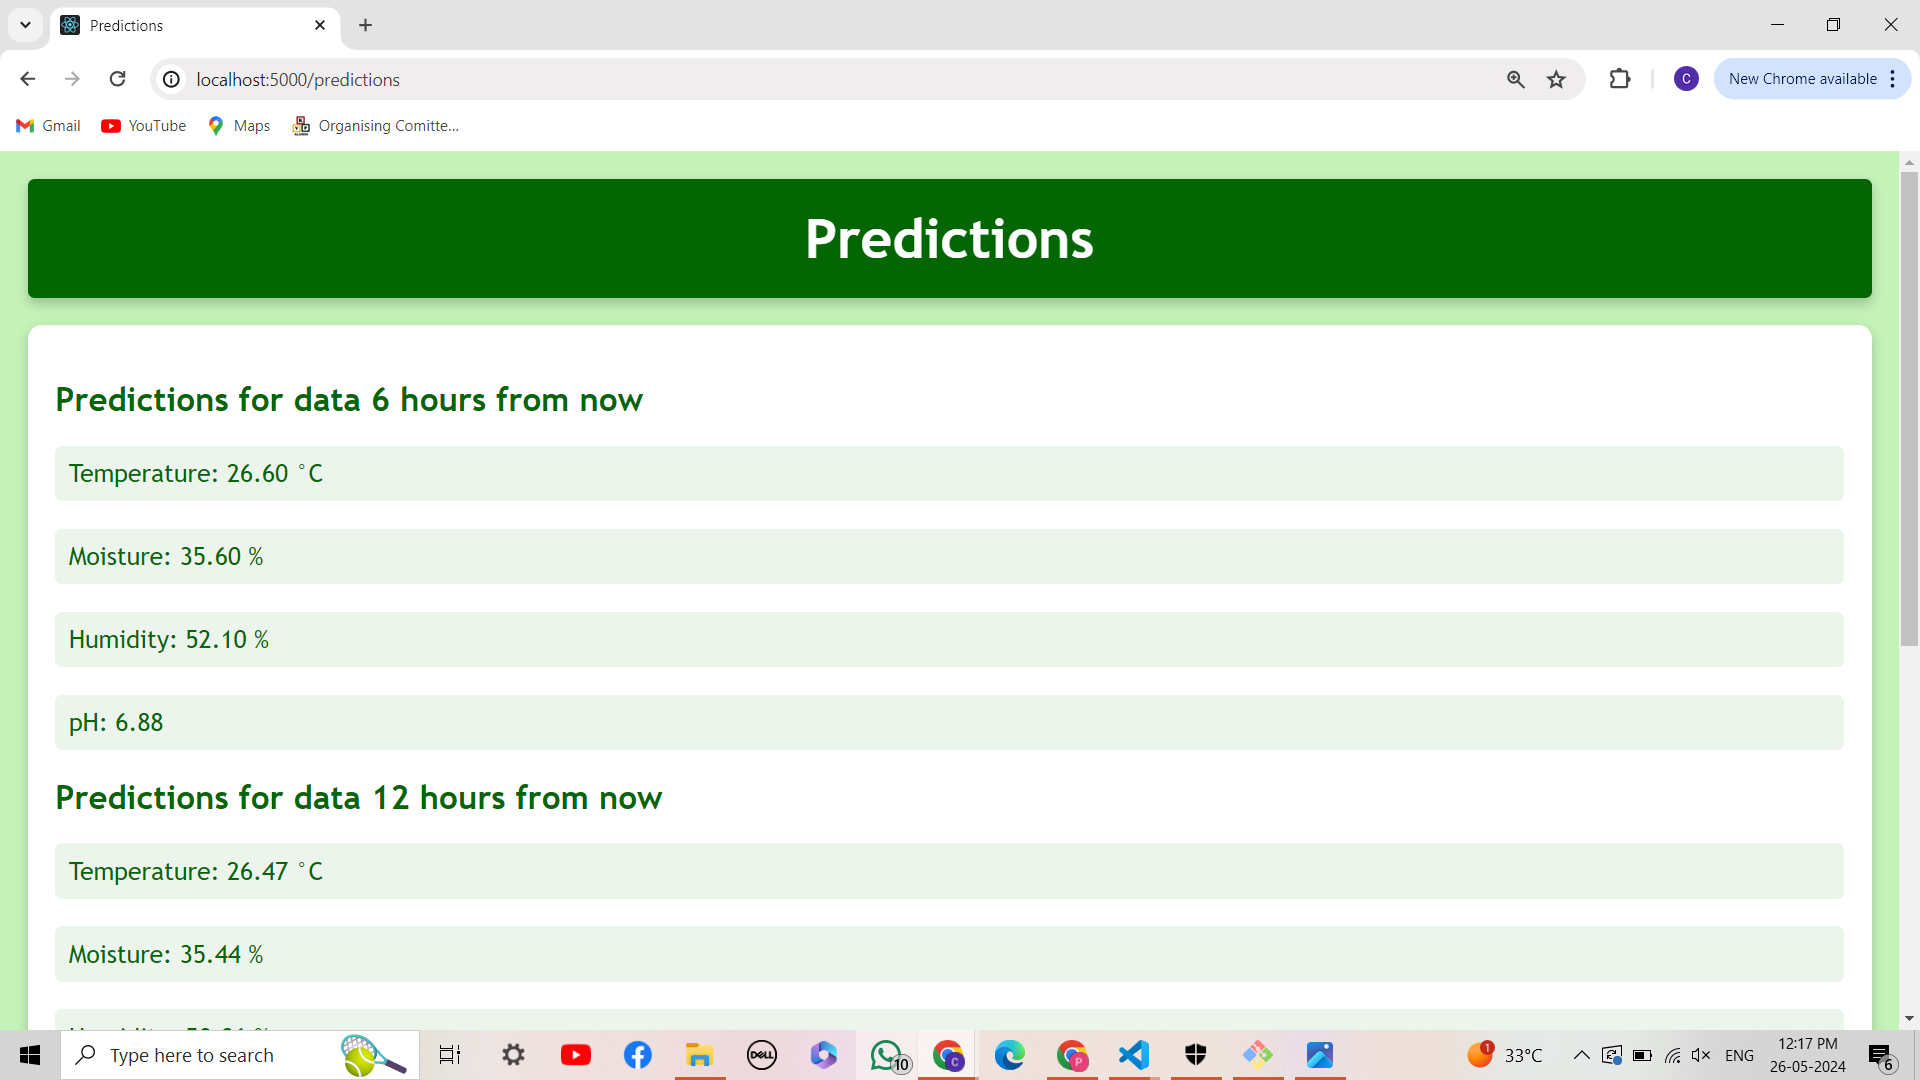 Predictions
localhost:5000/predictions
C
New Chrome available
Gmail
YouTube
Maps
Organising Comitte...
Predictions
Predictions for data 6 hours from now
Temperature: 26.60 °C
Moisture: 35.60 %
Humidity: 52.10 %
pH: 6.88
Predictions for data 12 hours from now
Temperature: 26.47 °C
Moisture: 35.44 %
Type here to search
DELL
10
C
P
1
33°C
ENG
12:17 PM
26-05-2024
6